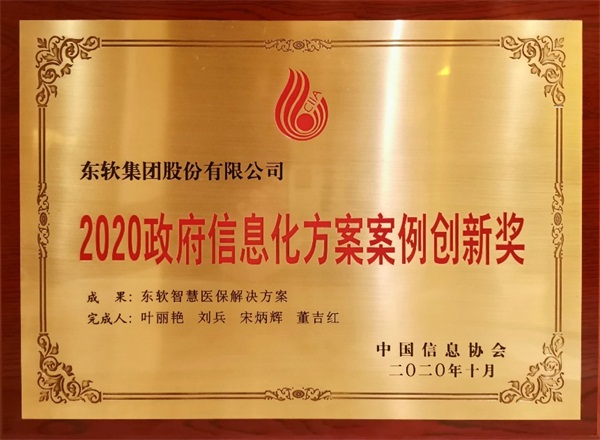 CIIA
东软集团股份有限公司
2020政府信息化方案案例创新奖
成 果：东软智慧医保解决方案
完成人：叶丽艳 刘兵 宋炳辉 董吉红
中国信息协会
二〇二〇年十月